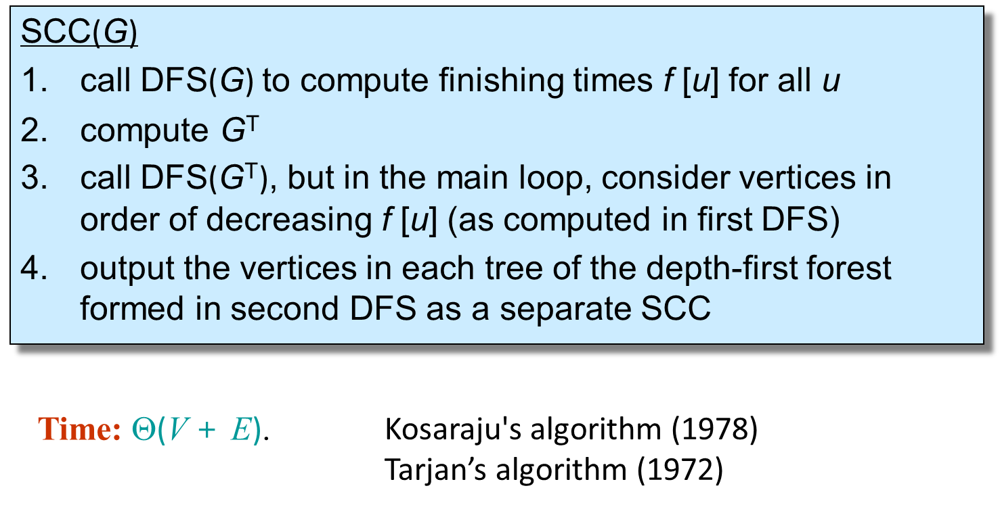 SCC(G)
1. call DFS(G) to compute finishing times f [u] for all u
2. compute Gᵀ
3. call DFS(Gᵀ), but in the main loop, consider vertices in
order of decreasing f [u] (as computed in first DFS)
4. output the vertices in each tree of the depth-first forest
formed in second DFS as a separate SCC
Time: Θ(V + E).
Kosaraju's algorithm (1978)
Tarjan’s algorithm (1972)